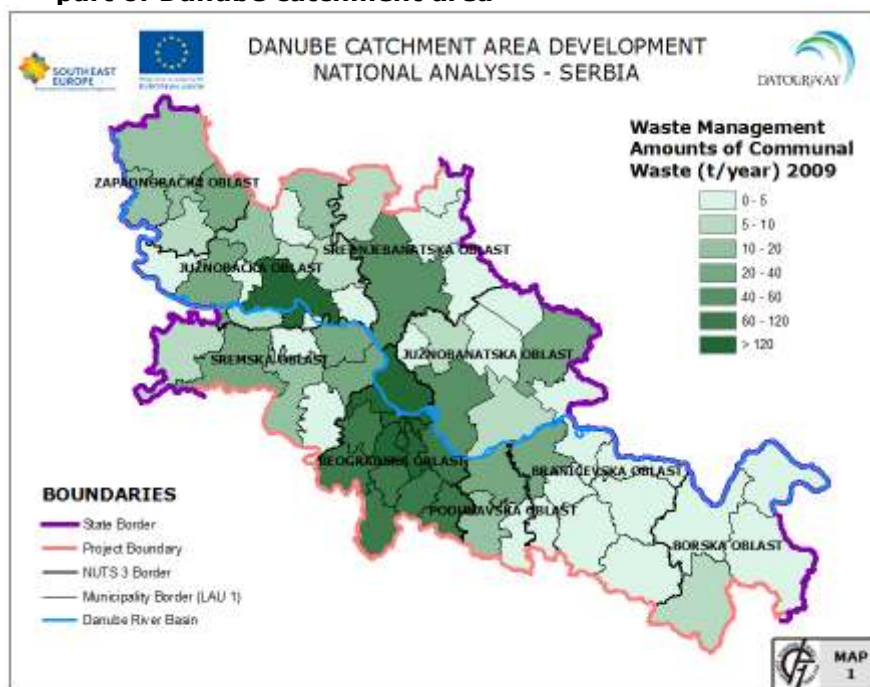 part of Danube catchment area
SOUTH EAST
EUROPE
DANUBE CATCHMENT AREA DEVELOPMENT
NATIONAL ANALYSIS - SERBIA
DATOURWAY
Waste Management
Amounts of Communal
Waste (t/year) 2009
0 - 5
5 - 10
10 - 20
20 - 40
40 - 60
60 - 120
> 120
ZAPADNOBAČKA OBLAST
SREDNJEBANATSKA OBLAST
JUŽNOBAČKA OBLAST
JUŽNOBANATSKA OBLAST
SREMSKA OBLAST
BEOGRADSKA OBLAST
BRANIČEVSKA OBLAST
PODUNAVSKA OBLAST
BORSKA OBLAST
BOUNDARIES
State Border
Project Boundary
NUTS 3 Border
Municipality Border (LAU 1)
Danube River Basin
MAP
1